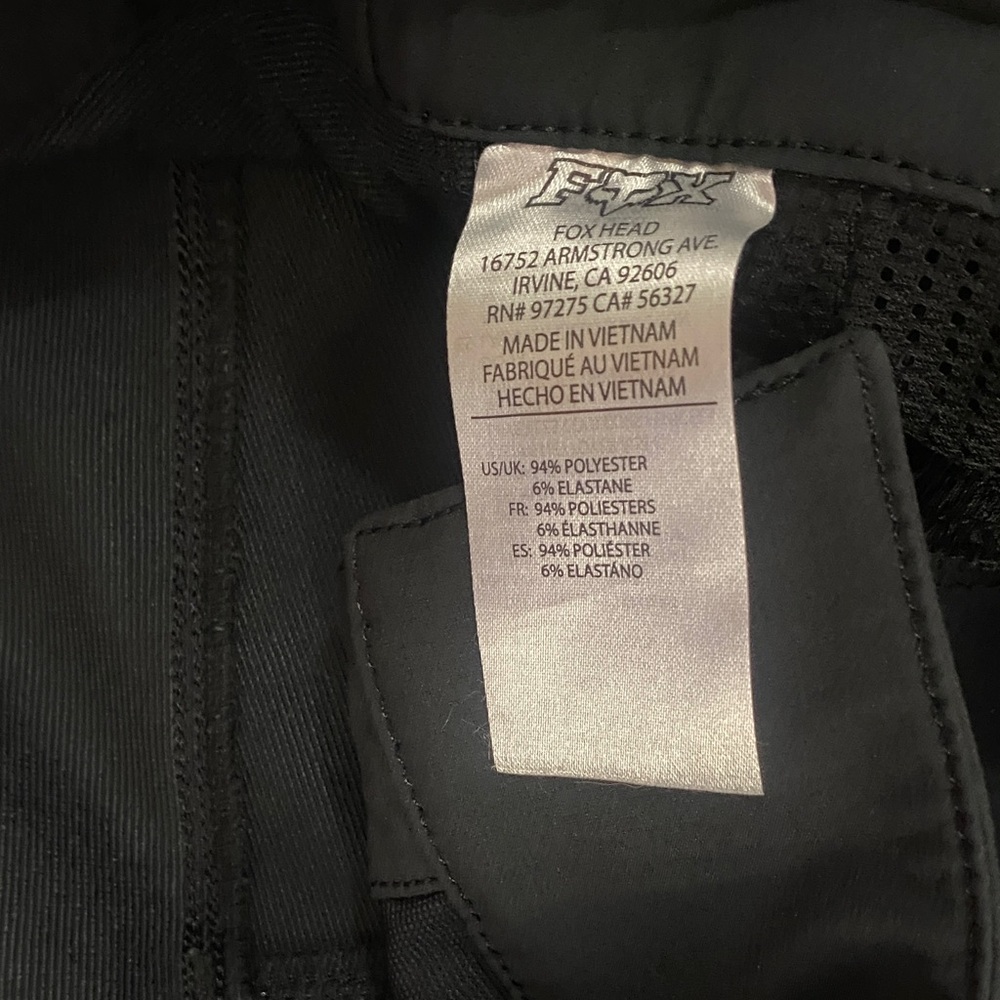 FOX
FOX HEAD
16752 ARMSTRONG AVE.
IRVINE, CA 92606
RN# 97275 CA# 56327
MADE IN VIETNAM
FABRIQUÉ AU VIETNAM
HECHO EN VIETNAM
US/UK: 94% POLYESTER
6% ELASTANE
FR: 94% POLIESTERS
6% ÉLASTHANNE
ES: 94% POLIÉSTER
6% ELASTÁNO